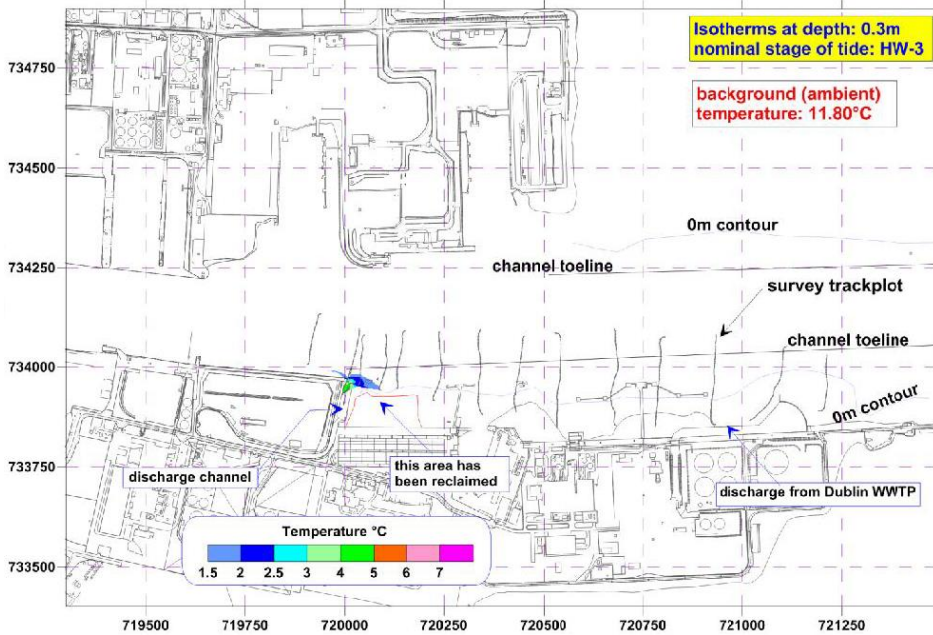 Isotherms at depth: 0.3m
nominal stage of tide: HW-3
background (ambient)
temperature: 11.80°C
734750
734500
734250
734000
733750
733500
0m contour
channel toeline
survey trackplot
channel toeline
0m contour
discharge channel
this area has
been reclaimed
discharge from Dublin WWTP
Temperature °C
1.5 2 2.5 3 4 5 6 7
719500 719750 720000 720250 720500 720750 721000 721250